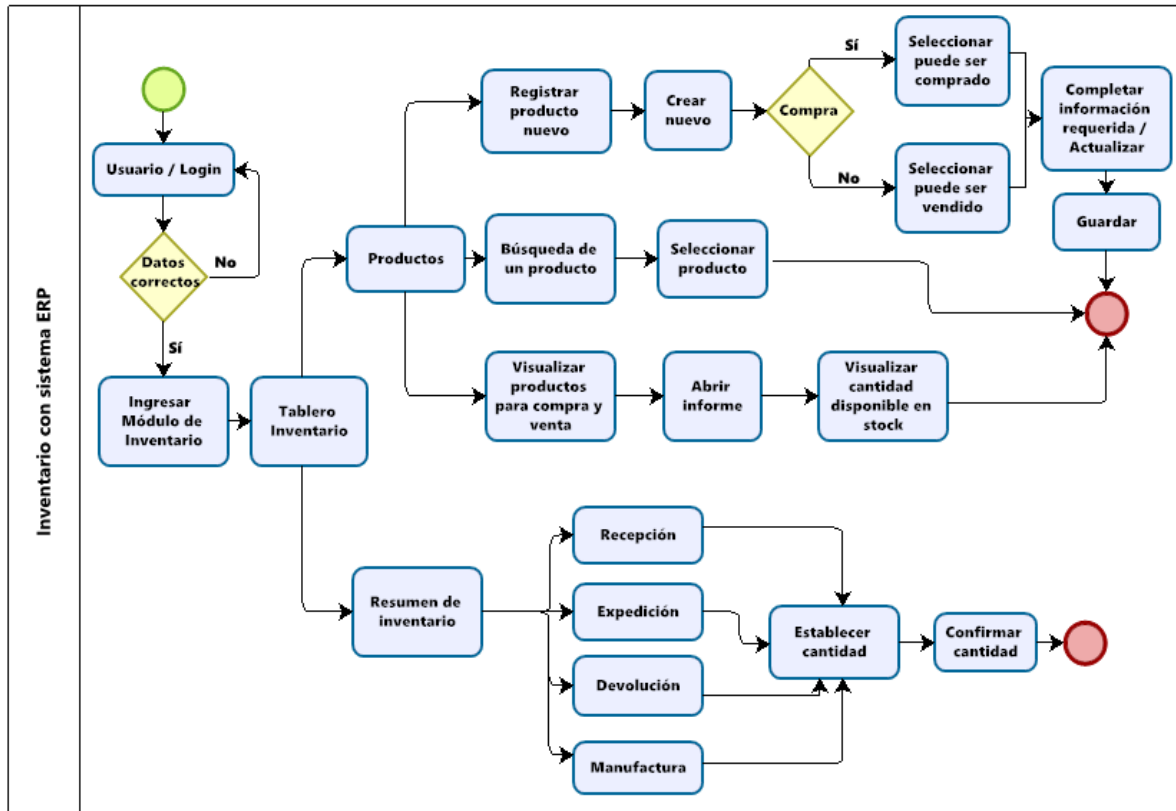 Inventario con sistema ERP
Usuario / Login
Datos
correctos
No
Sí
Ingresar
Módulo de
Inventario
Tablero
Inventario
Productos
Registrar
producto
nuevo
Crear
nuevo
Compra
Sí
No
Seleccionar
puede ser
comprado
Seleccionar
puede ser
vendido
Completar
información
requerida /
Actualizar
Guardar
Búsqueda de
un producto
Seleccionar
producto
Visualizar
productos
para compra y
venta
Abrir
informe
Visualizar
cantidad
disponible en
stock
Resumen de
inventario
Recepción
Expedición
Devolución
Manufactura
Establecer
cantidad
Confirmar
cantidad